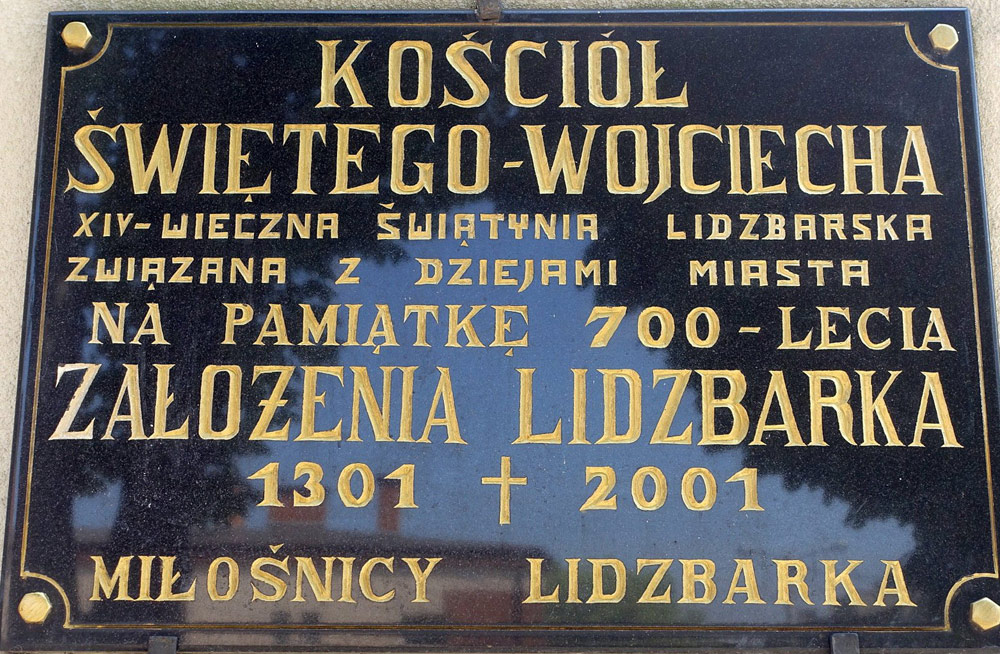 KOŚCIÓŁ
ŚWIĘTEGO-WOJCIECHA
XIV-WIECZNA ŚWIĄTYNIA LIDZBARSKA
ZWIĄZANA Z DZIEJAMI MIASTA
NA PAMIĄTKĘ 700-LECIA
ZAŁOŻENIA LIDZBARKA
1301 † 2001
MIŁOŚNICY LIDZBARKA